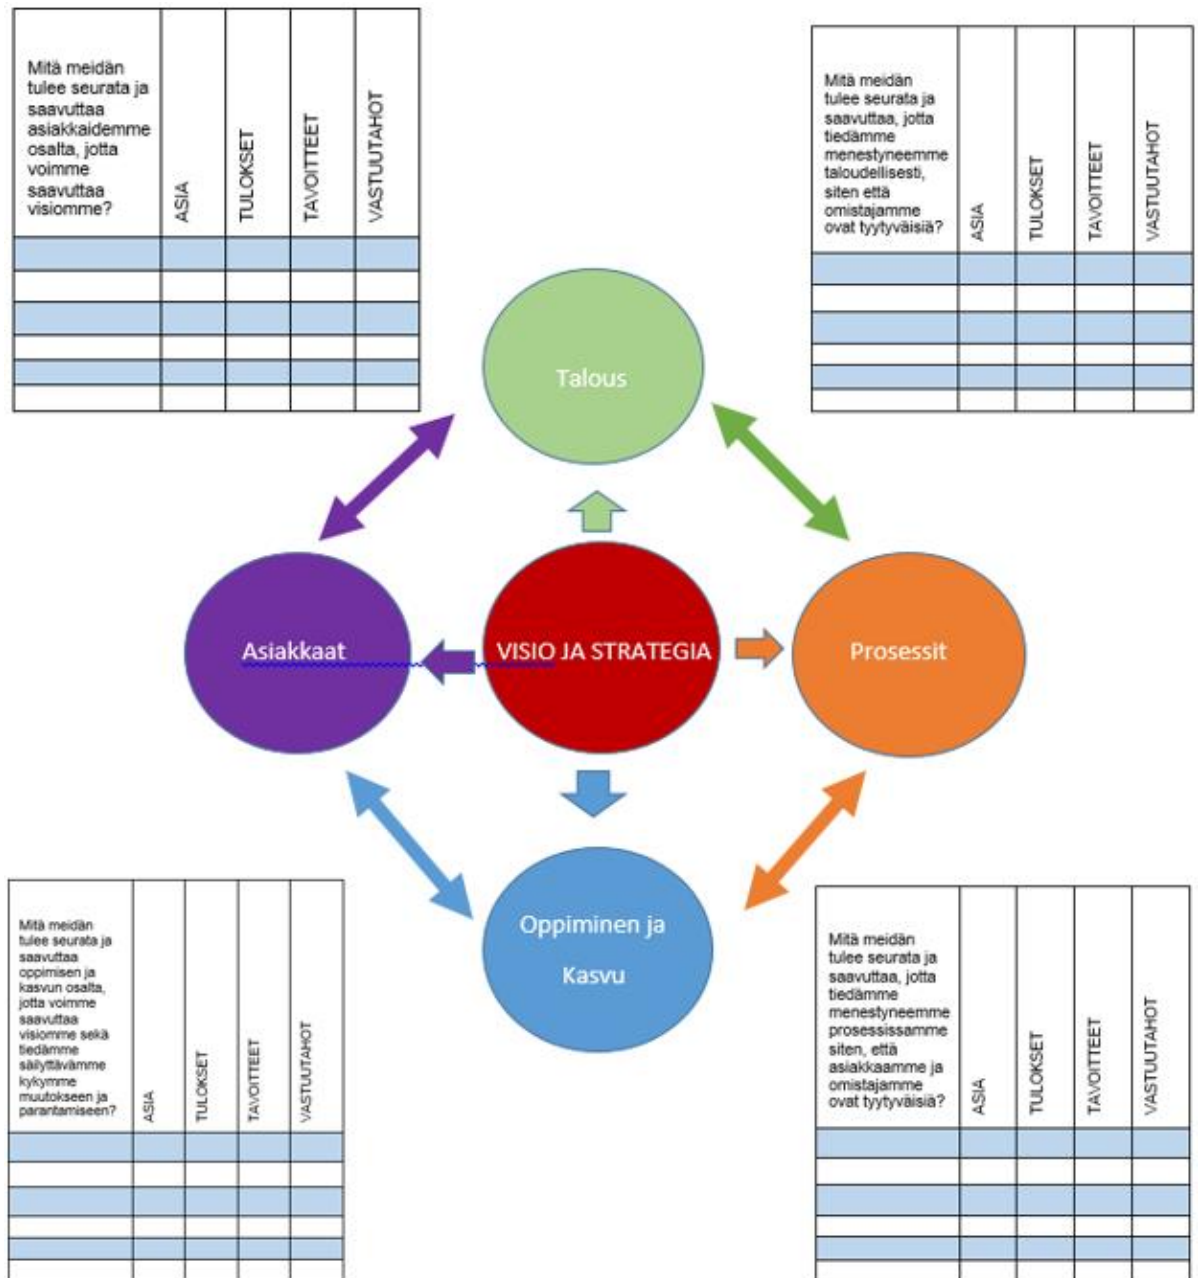 Mitä meidän
tulee seurata ja
saavuttaa
asiakkaidemme
osalta, jotta
voimme
saavuttaa
visiomme?
ASIA
TULOKSET
TAVOITTEET
VASTUUTAHOT
Mitä meidän
tulee seurata ja
saavuttaa, jotta
tiedämme
menestyneemme
taloudellisesti,
siten että
omistajamme
ovat tyytyväisiä?
ASIA
TULOKSET
TAVOITTEET
VASTUUTAHOT
Talous
Asiakkaat
VISIO JA STRATEGIA
Prosessit
Oppiminen ja
Kasvu
Mitä meidän
tulee seurata ja
saavuttaa
oppimisen ja
kasvun osalta,
jotta voimme
saavuttaa
visiomme sekä
tiedämme
säilyttävämme
kykymme
muutokseen ja
parantamiseen?
ASIA
TULOKSET
TAVOITTEET
VASTUUTAHOT
Mitä meidän
tulee seurata ja
saavuttaa, jotta
tiedämme
menestyneemme
prosessissamme
siten, että
asiakkaamme ja
omistajamme
ovat tyytyväisiä?
ASIA
TULOKSET
TAVOITTEET
VASTUUTAHOT